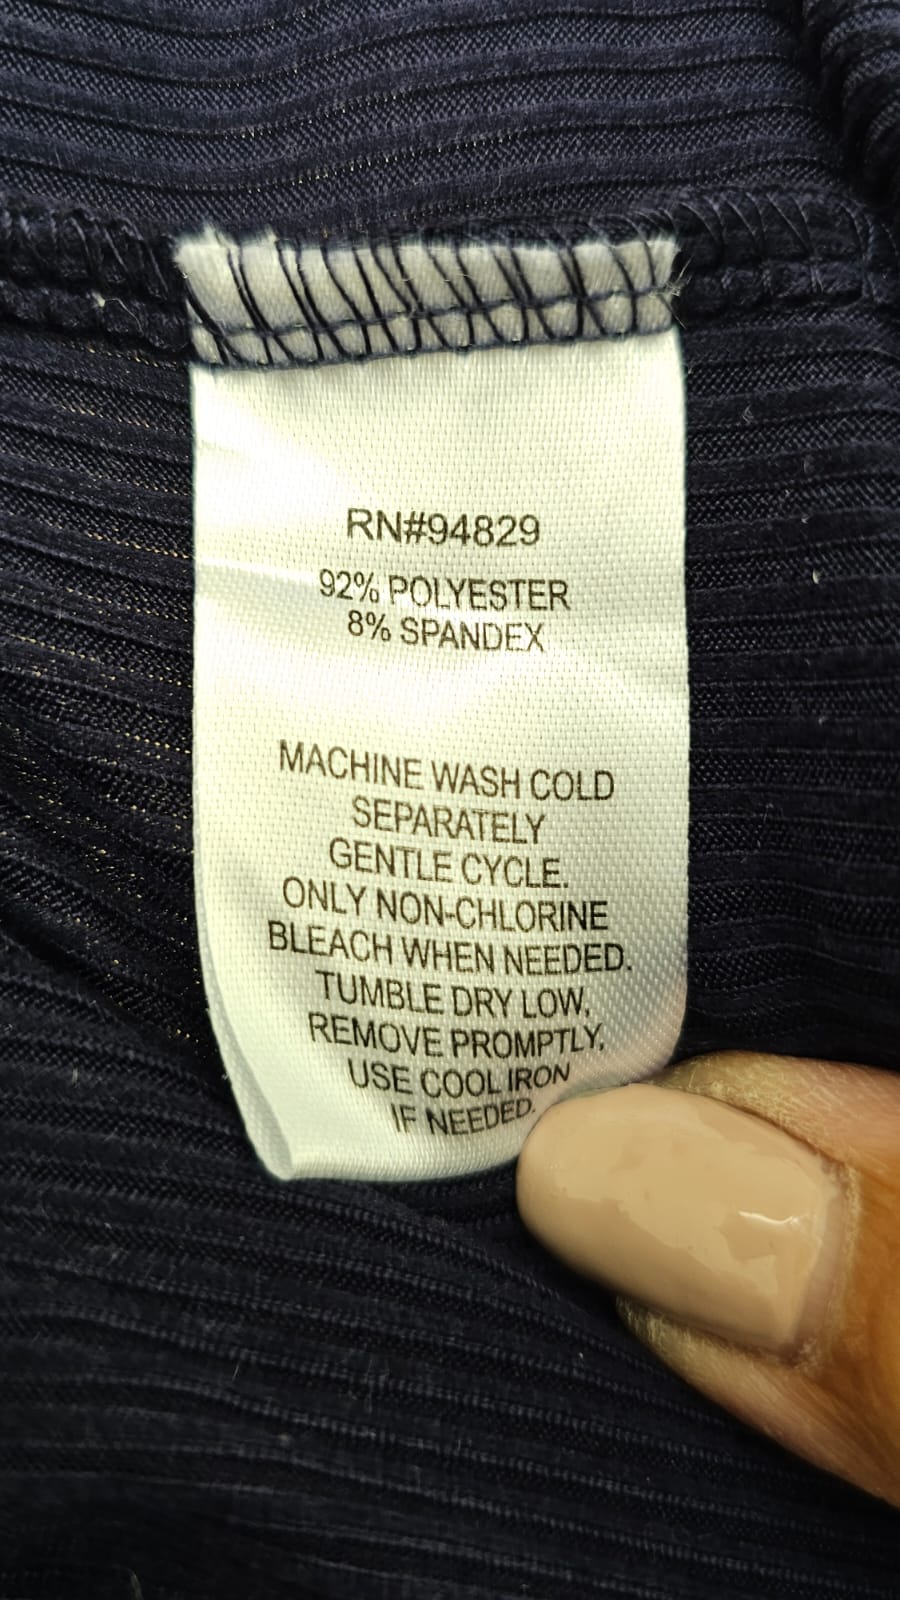 RN#94829
92% POLYESTER
8% SPANDEX
MACHINE WASH COLD
SEPARATELY
GENTLE CYCLE.
ONLY NON-CHLORINE
BLEACH WHEN NEEDED.
TUMBLE DRY LOW,
REMOVE PROMPTLY,
USE COOL IRON
IF NEEDED.